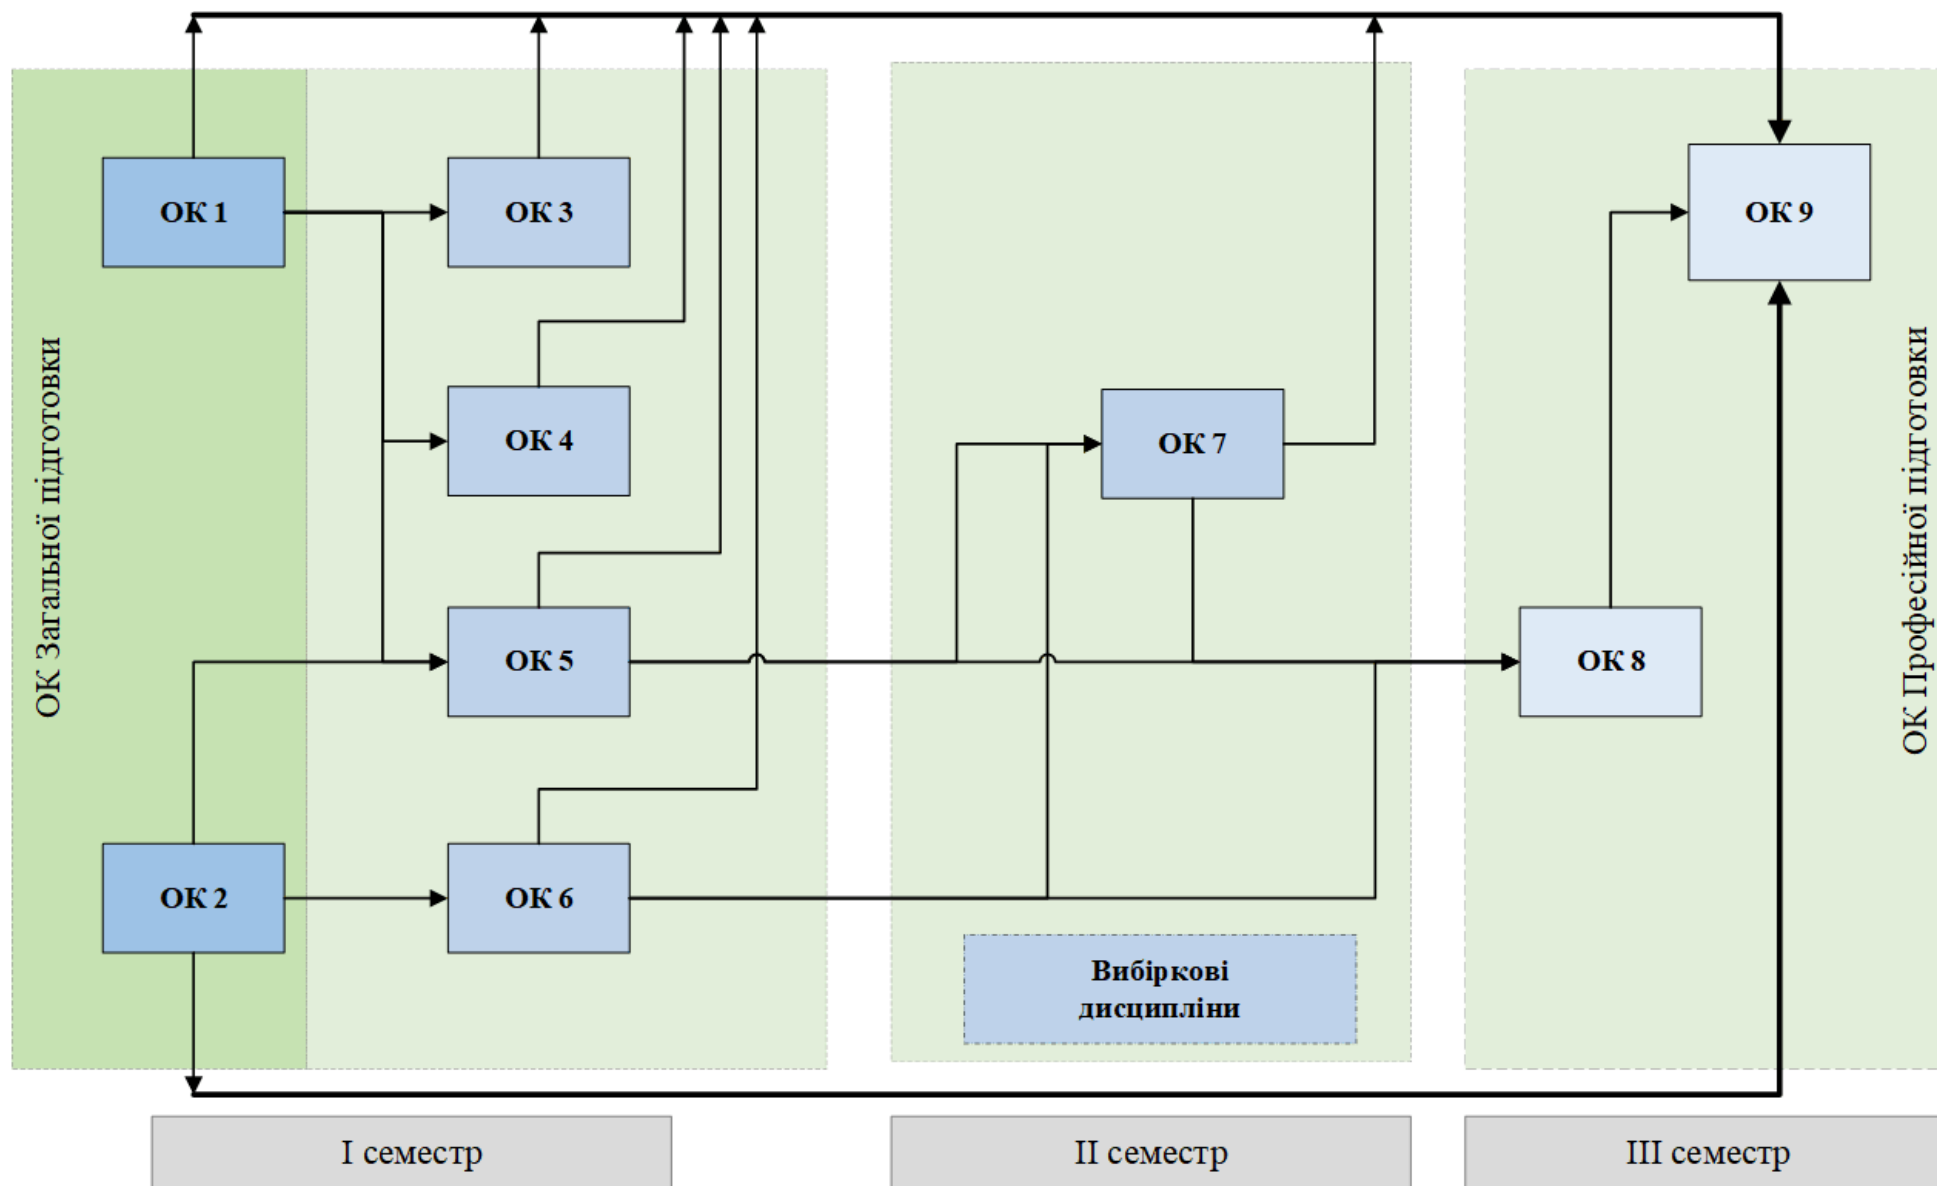 ОК Загальної підготовки
ОК 1
ОК 2
ОК 3
ОК 4
ОК 5
ОК 6
ОК 7
Вибіркові
дисципліни
ОК 8
ОК 9
ОК Професійної підготовки
І семестр
ІІ семестр
ІІІ семестр